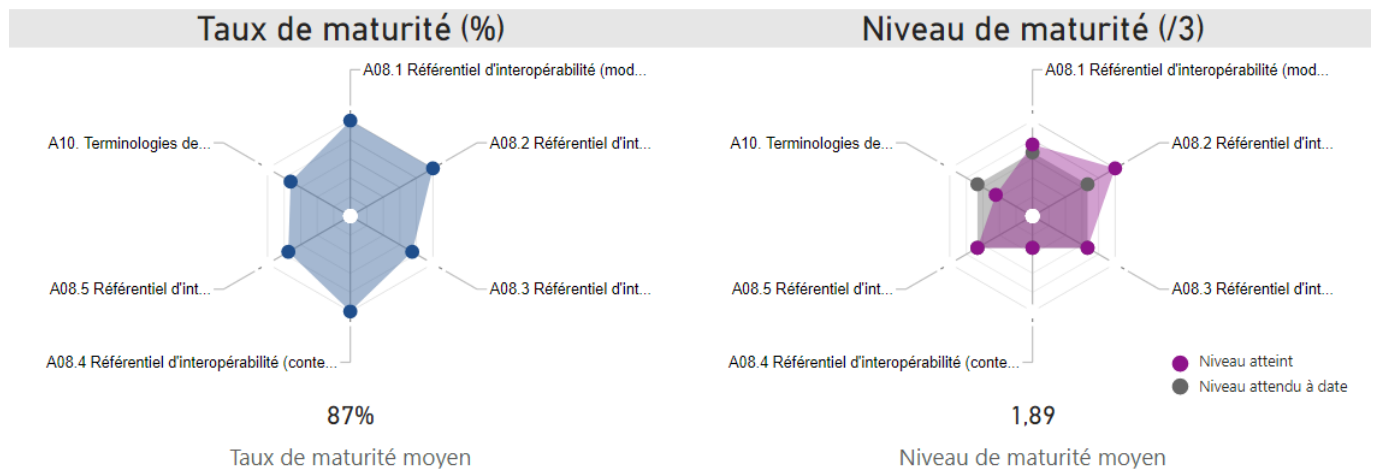 Taux de maturité (%)
A08.1 Référentiel d'interopérabilité (mod...
A10. Terminologies de...
A08.2 Référentiel d'int...
A08.5 Référentiel d'int...
A08.3 Référentiel d'int...
A08.4 Référentiel d'interopérabilité (conte...
87%
Taux de maturité moyen
Niveau de maturité (/3)
A08.1 Référentiel d'interopérabilité (mod...
A10. Terminologies de...
A08.2 Référentiel d'int...
A08.5 Référentiel d'int...
A08.3 Référentiel d'int...
A08.4 Référentiel d'interopérabilité (conte...
Niveau atteint
Niveau attendu à date
1,89
Niveau de maturité moyen